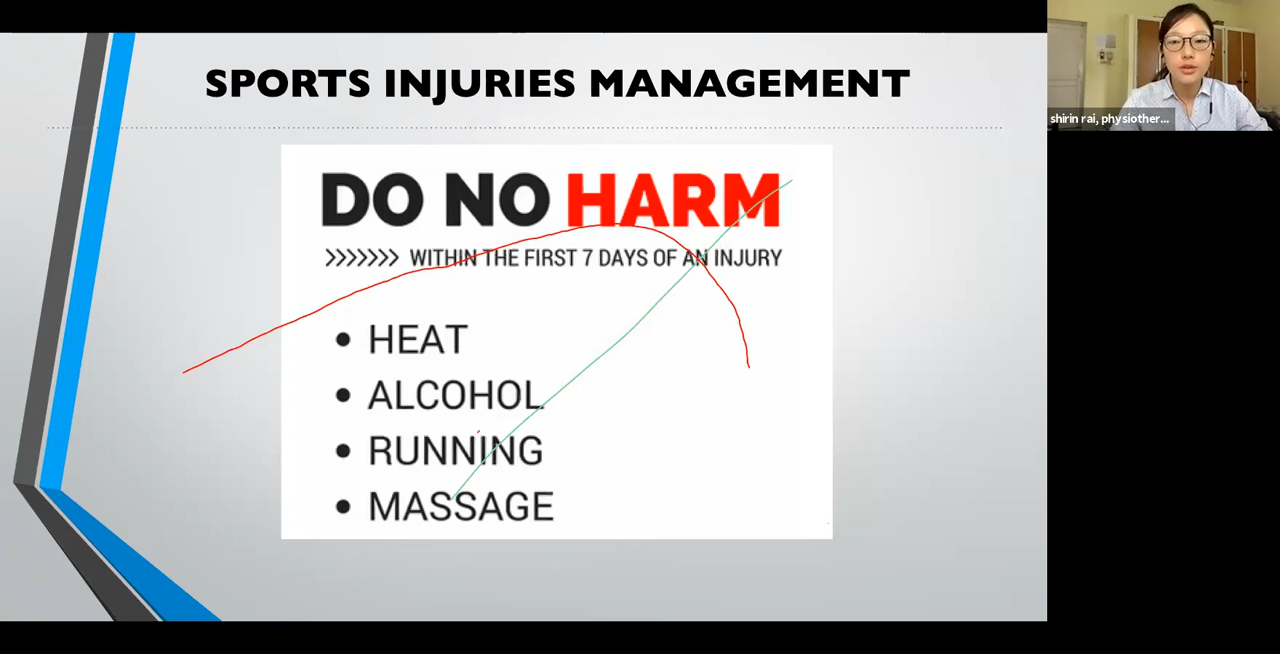 SPORTS INJURIES MANAGEMENT
DO NO HARM
>>>>>>> WITHIN THE FIRST 7 DAYS OF AN INJURY
• HEAT
• ALCOHOL
• RUNNING
• MASSAGE
shirin rai, physiother...